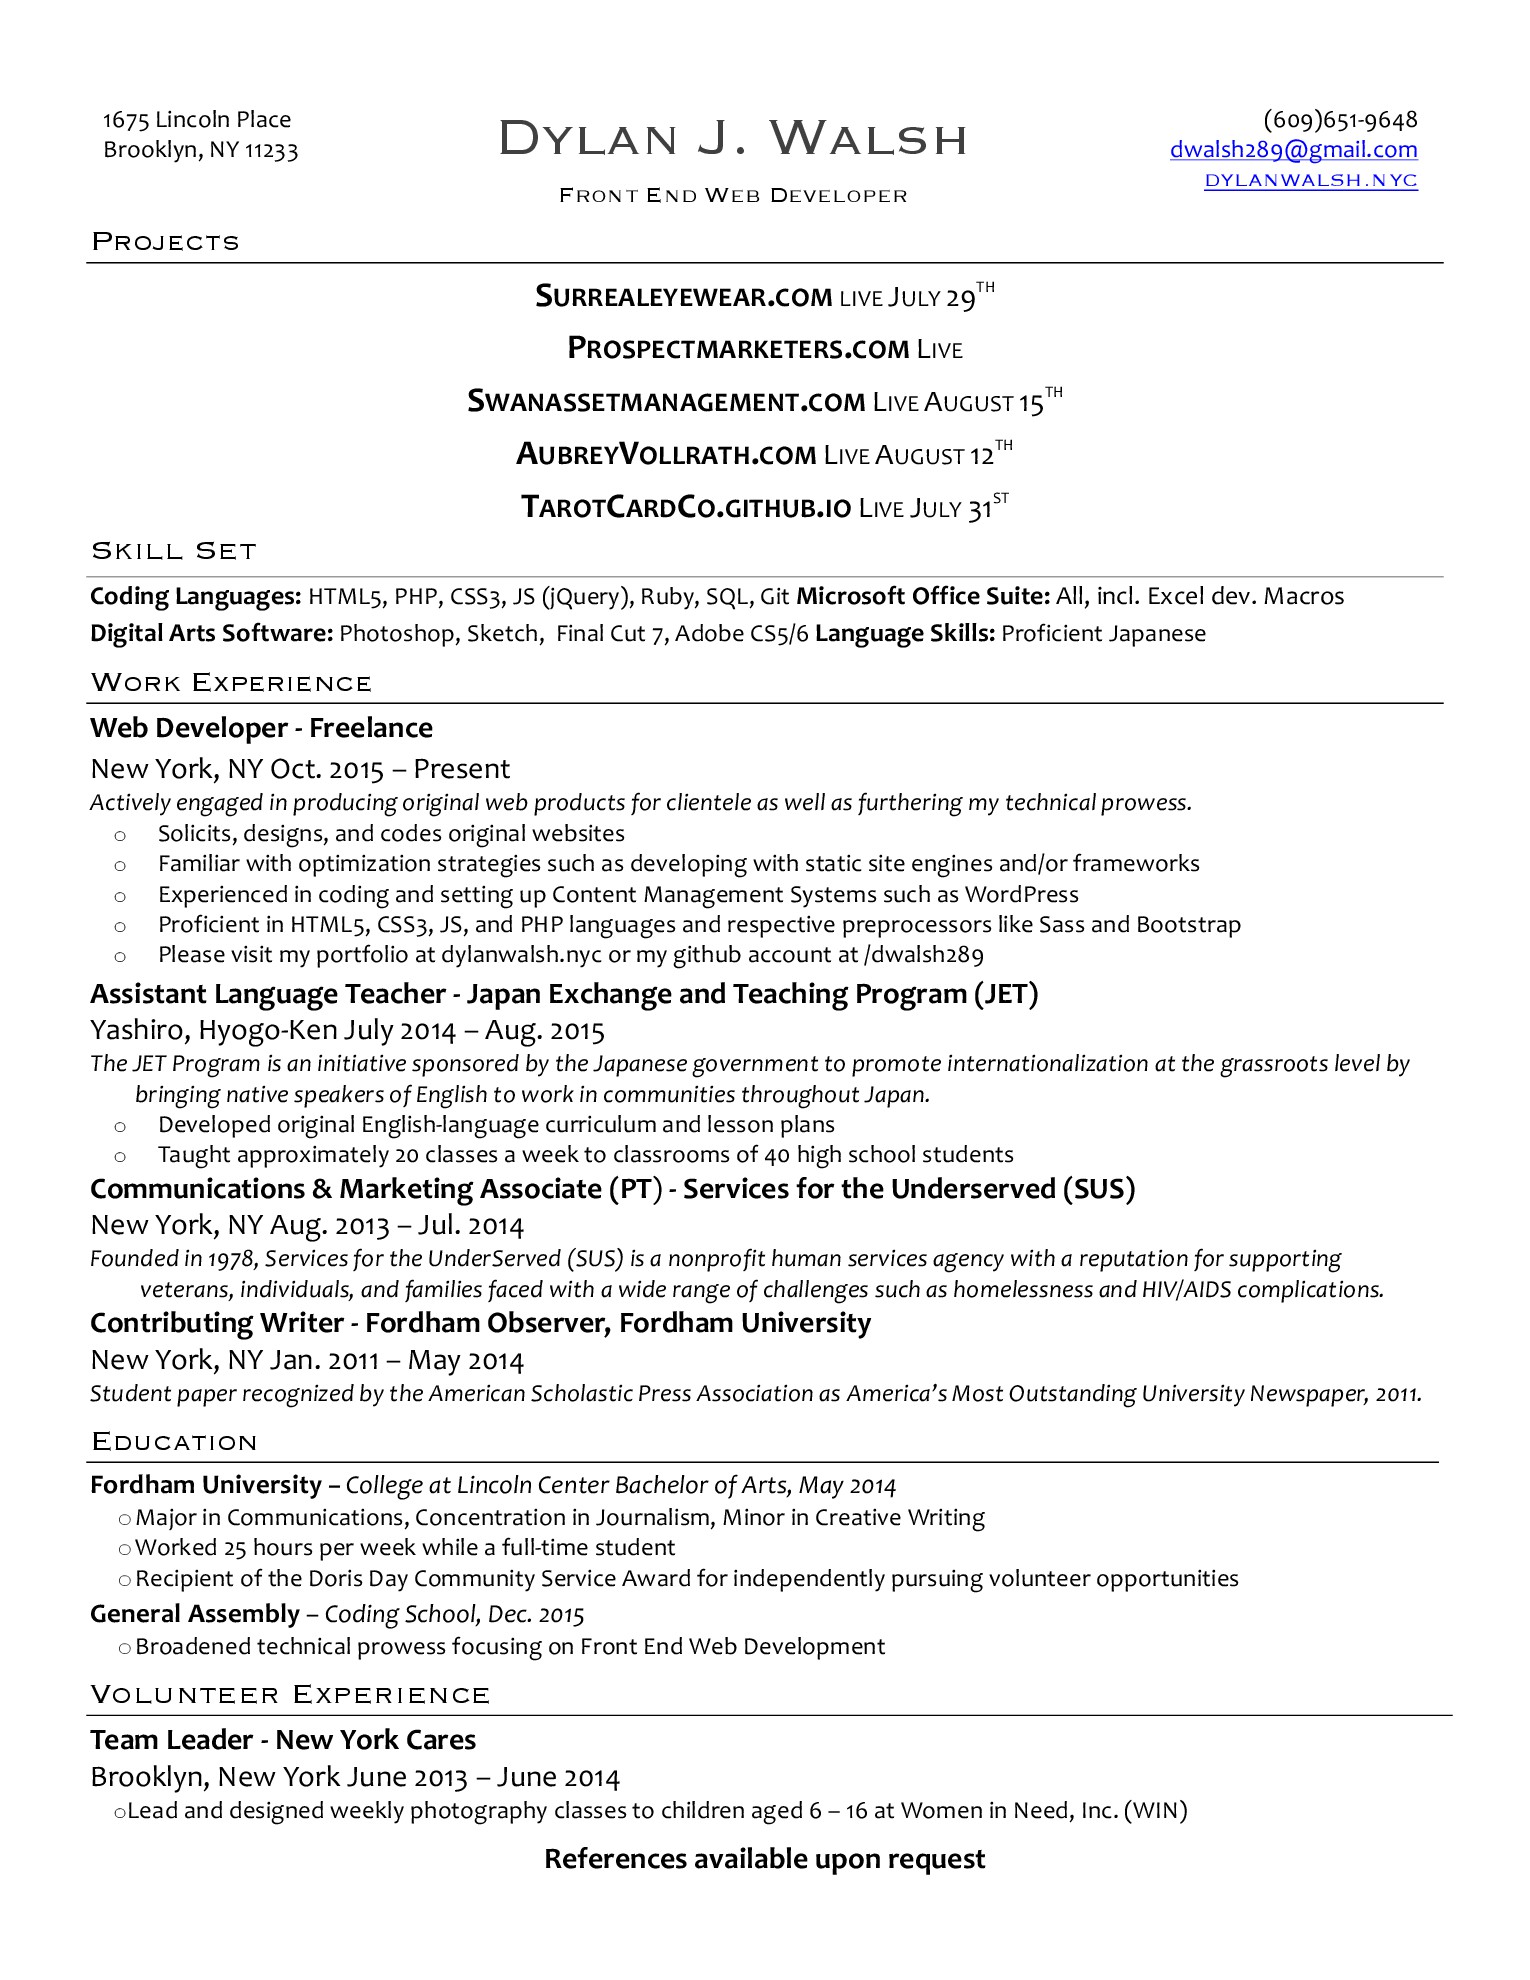 1675 Lincoln Place
Brooklyn, NY 11233
Dylan J. Walsh
Front End Web Developer
(609)651-9648
dwalsh289@gmail.com
dylanwalsh.nyc
Projects
Surrealeyewear.com live July 29th
Prospectmarketers.com Live
Swanassetmanagement.com Live August 15th
AubreyVollrath.com Live August 12th
TarotCardCo.github.io Live July 31st
Skill Set
Coding Languages: HTML5, PHP, CSS3, JS (jQuery), Ruby, SQL, Git Microsoft Office Suite: All, incl. Excel dev. Macros
Digital Arts Software: Photoshop, Sketch, Final Cut 7, Adobe CS5/6 Language Skills: Proficient Japanese
Work Experience
Web Developer - Freelance
New York, NY Oct. 2015 – Present
Actively engaged in producing original web products for clientele as well as furthering my technical prowess.
o Solicits, designs, and codes original websites
o Familiar with optimization strategies such as developing with static site engines and/or frameworks
o Experienced in coding and setting up Content Management Systems such as WordPress
o Proficient in HTML5, CSS3, JS, and PHP languages and respective preprocessors like Sass and Bootstrap
o Please visit my portfolio at dylanwalsh.nyc or my github account at /dwalsh289
Assistant Language Teacher - Japan Exchange and Teaching Program (JET)
Yashiro, Hyogo-Ken July 2014 – Aug. 2015
The JET Program is an initiative sponsored by the Japanese government to promote internationalization at the grassroots level by
bringing native speakers of English to work in communities throughout Japan.
o Developed original English-language curriculum and lesson plans
o Taught approximately 20 classes a week to classrooms of 40 high school students
Communications & Marketing Associate (PT) - Services for the Underserved (SUS)
New York, NY Aug. 2013 – Jul. 2014
Founded in 1978, Services for the UnderServed (SUS) is a nonprofit human services agency with a reputation for supporting
veterans, individuals, and families faced with a wide range of challenges such as homelessness and HIV/AIDS complications.
Contributing Writer - Fordham Observer, Fordham University
New York, NY Jan. 2011 – May 2014
Student paper recognized by the American Scholastic Press Association as America's Most Outstanding University Newspaper, 2011.
Education
Fordham University – College at Lincoln Center Bachelor of Arts, May 2014
o Major in Communications, Concentration in Journalism, Minor in Creative Writing
o Worked 25 hours per week while a full-time student
o Recipient of the Doris Day Community Service Award for independently pursuing volunteer opportunities
General Assembly – Coding School, Dec. 2015
o Broadened technical prowess focusing on Front End Web Development
Volunteer Experience
Team Leader - New York Cares
Brooklyn, New York June 2013 – June 2014
o Lead and designed weekly photography classes to children aged 6 – 16 at Women in Need, Inc. (WIN)
References available upon request